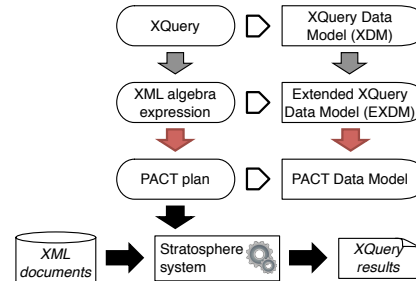 XQuery
XQuery Data
Model (XDM)
XML algebra
expression
Extended XQuery
Data Model (EXDM)
PACT plan
PACT Data Model
XML
documents
Stratosphere
system
XQuery
results